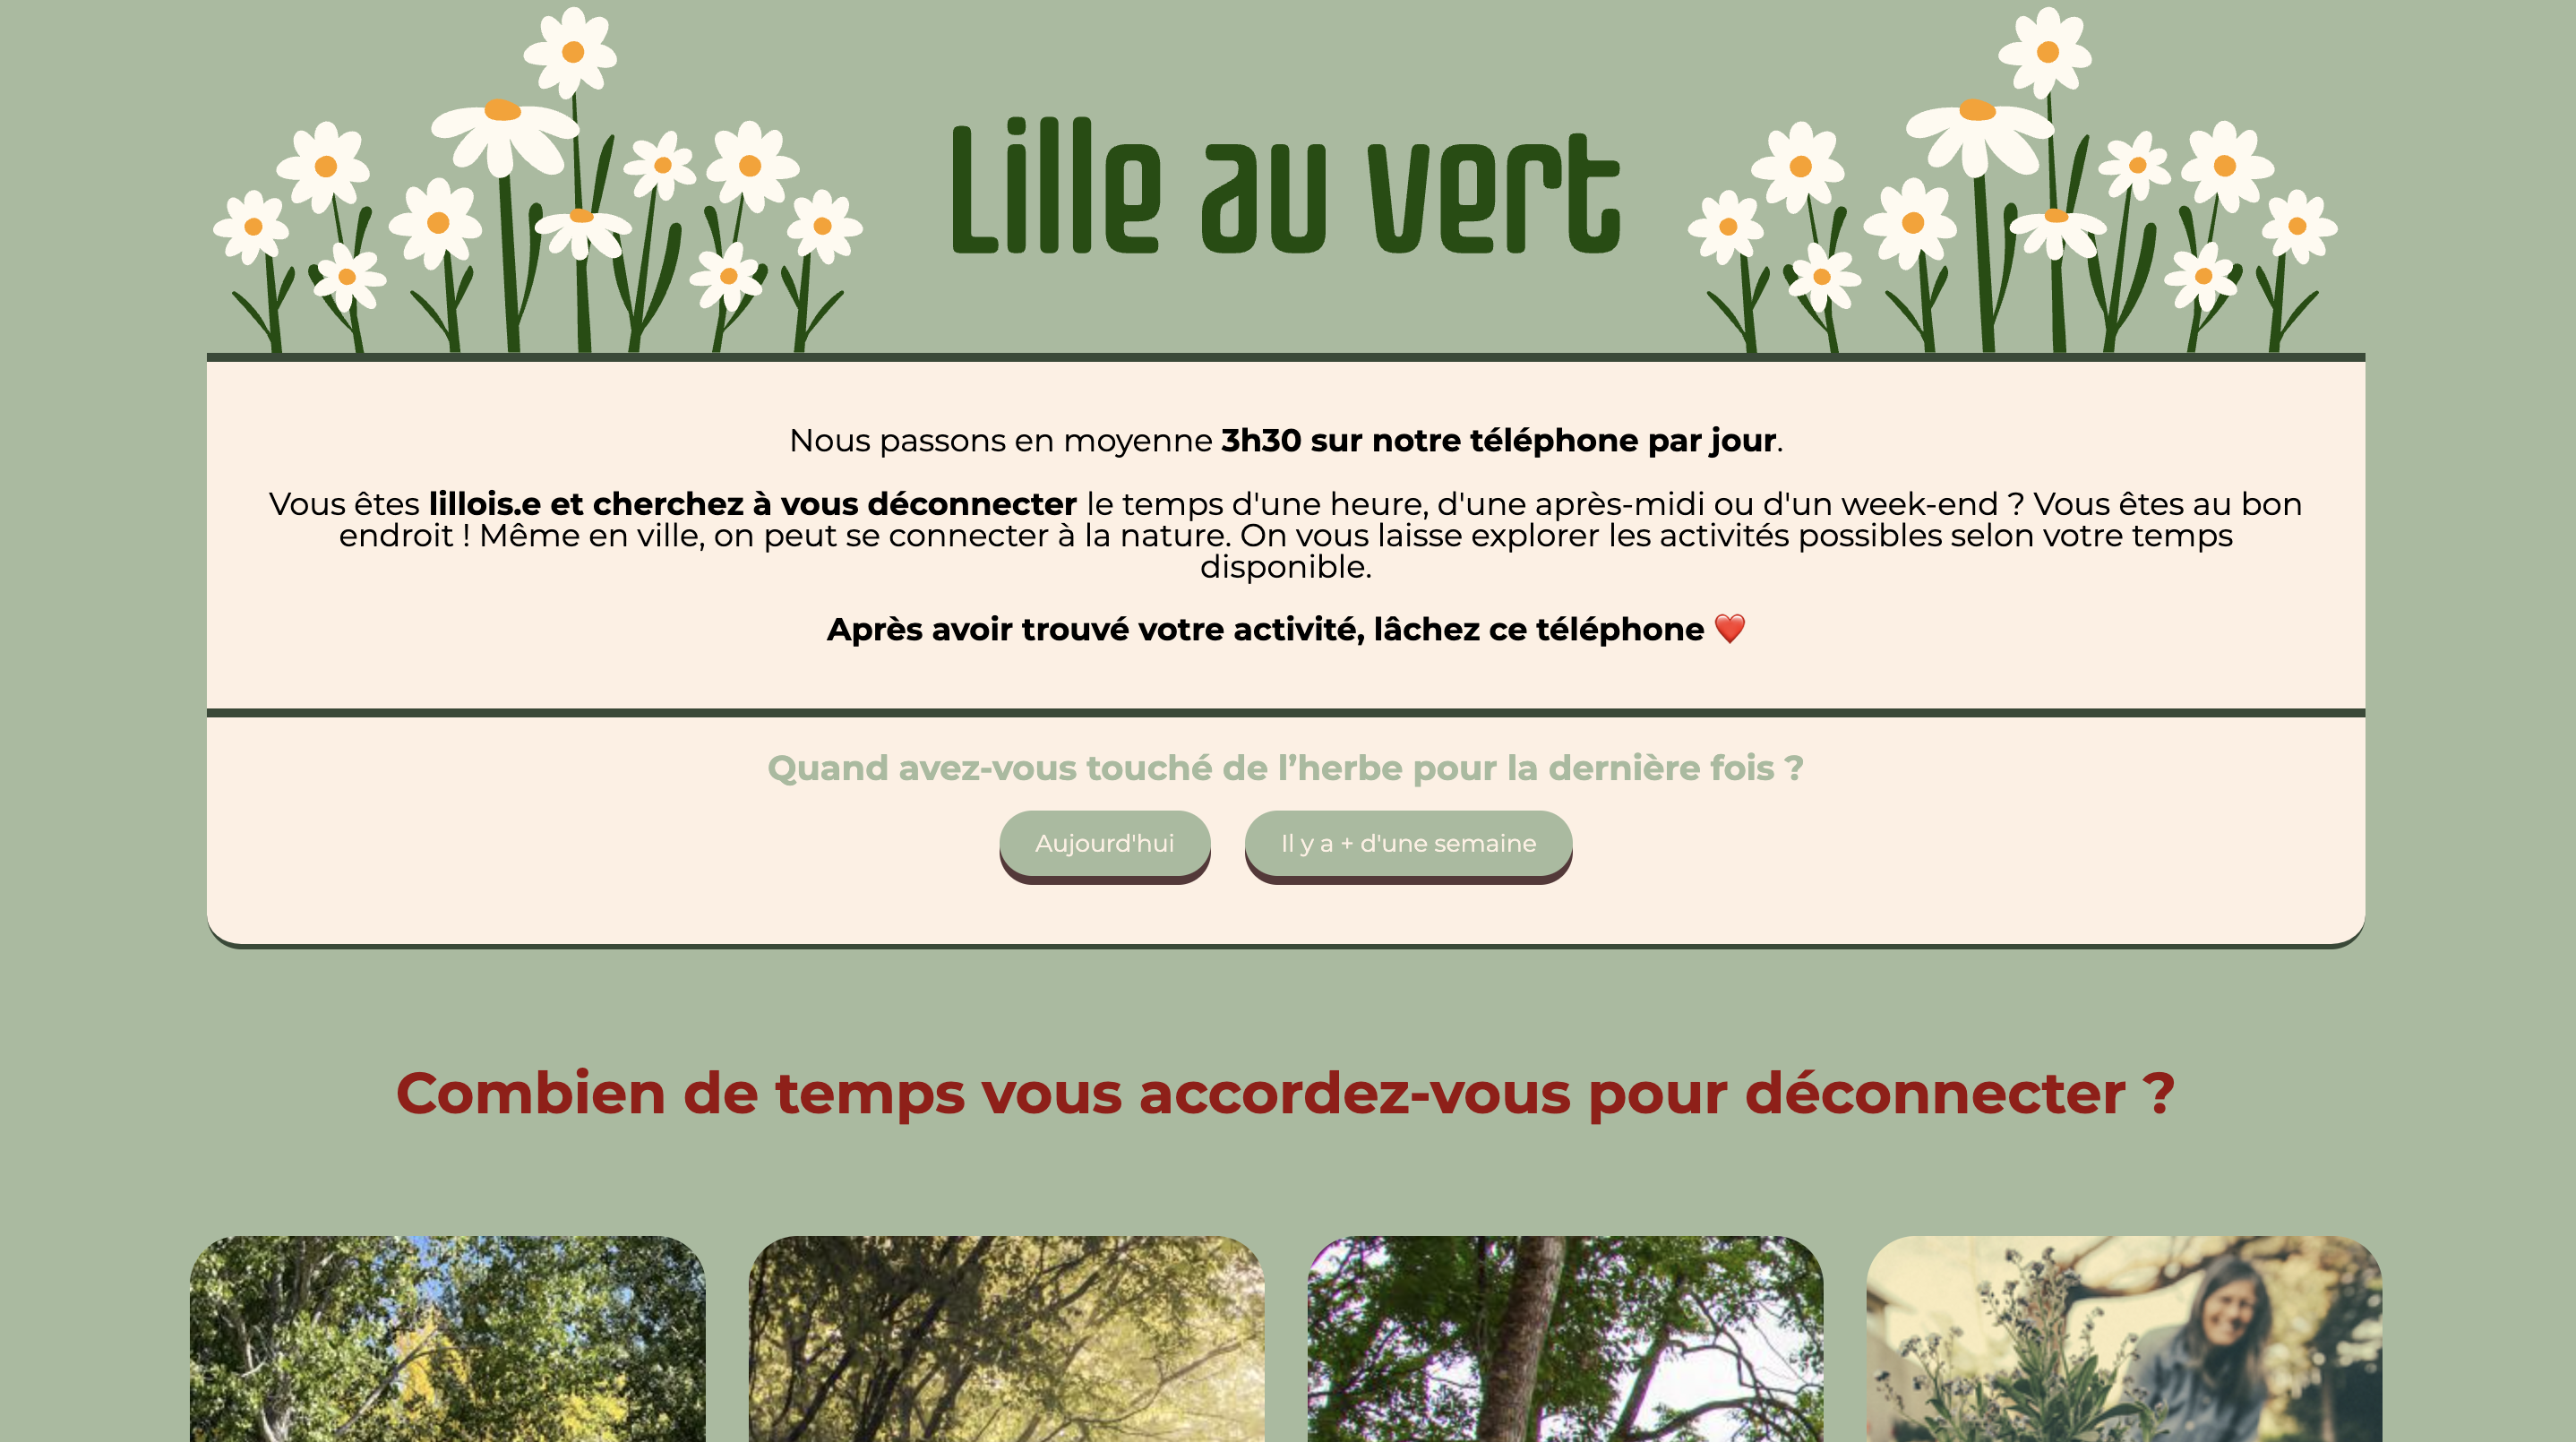 Lille au vert
Nous passons en moyenne 3h30 sur notre téléphone par jour.
Vous êtes lillois.e et cherchez à vous déconnecter le temps d'une heure, d'une après-midi ou d'un week-end ? Vous êtes au bon
endroit ! Même en ville, on peut se connecter à la nature. On vous laisse explorer les activités possibles selon votre temps
disponible.
Après avoir trouvé votre activité, lâchez ce téléphone ❤️
Quand avez-vous touché de l’herbe pour la dernière fois ?
Aujourd'hui
Il y a + d'une semaine
Combien de temps vous accordez-vous pour déconnecter ?